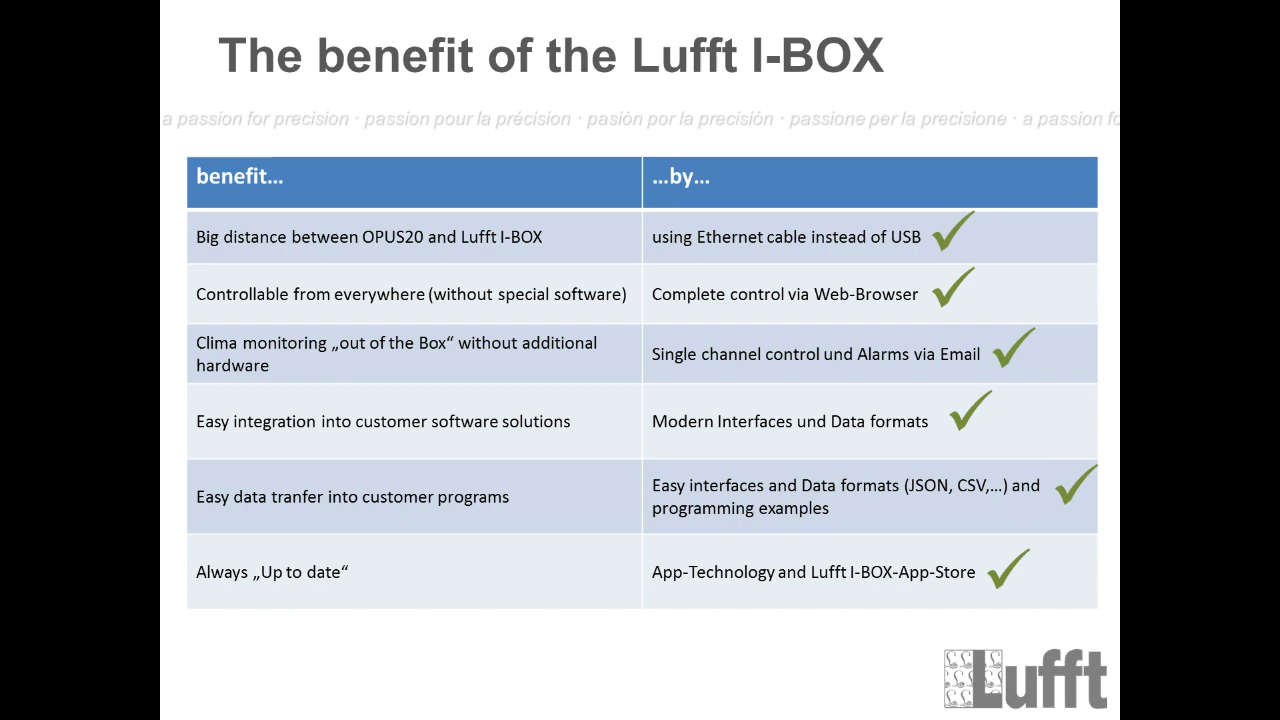 The benefit of the Lufft I-BOX
a passion for precision · passion pour la précision · pasión por la precisión · passione per la precisione · a passion fo
benefit… …by…
Big distance between OPUS20 and Lufft I-BOX using Ethernet cable instead of USB
Controllable from everywhere (without special software) Complete control via Web-Browser
Clima monitoring „out of the Box“ without additional
hardware
Single channel control und Alarms via Email
Easy integration into customer software solutions Modern Interfaces und Data formats
Easy data tranfer into customer programs
Easy interfaces and Data formats (JSON, CSV,…) and
programming examples
Always „Up to date“ App-Technology and Lufft I-BOX-App-Store
Lufft